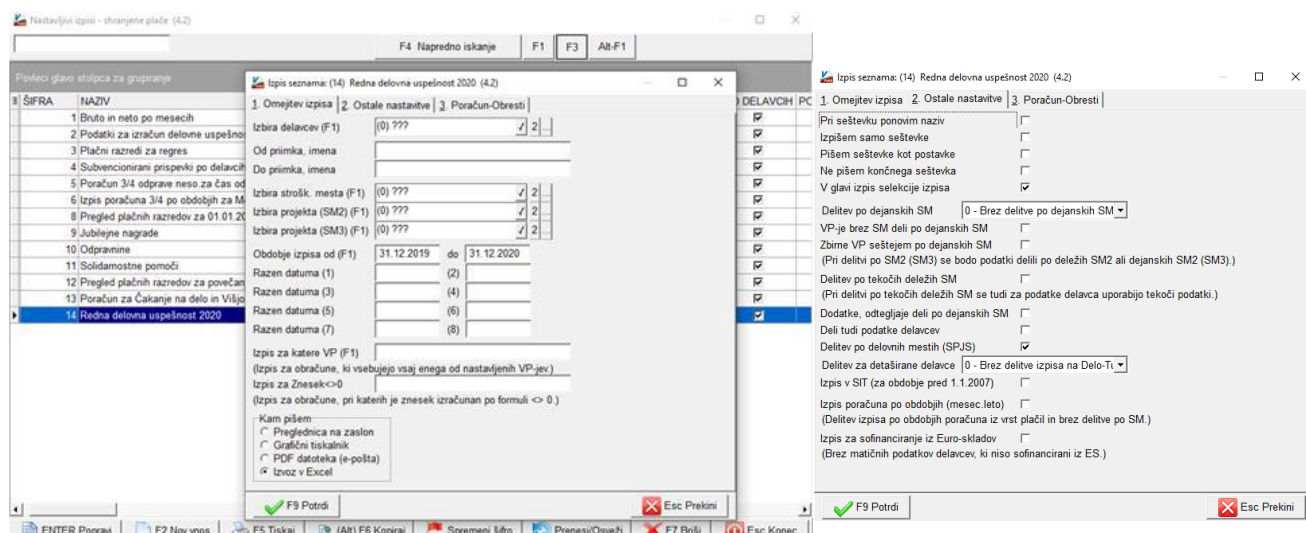 Nastavljivi izpisi - shranjene plače (4.2)
F4 Napredno iskanje F1 F3 Alt-F1
Povleci glavo stolpca za grupiranje
ŠIFRA NAZIV DELAVCIH
1 Bruto in neto po mesecih
2 Podatki za izračun delovne uspešnos
3 Plačni razredi za regres
4 Subvencionirani prispevki po delavcih
5 Poračun 3/4 odprave neso.za čas od
6 Izpis poračuna 3/4 po obdobjih za M
8 Pregled plačnih razredov za 01.01.20
9 Jubilejne nagrade
10 Odpravnine
11 Solidarnostne pomoči
12 Pregled plačnih razredov za povečan
13 Poračun za Čakanje na delo in Višjo
14 Redna delovna uspešnost 2020
ENTER Popravi F2 Nov vnos F5 Tiskaj (Alt) F6 Kopiraj Spremeni šifro Prenesi/Osveži F7 Briši Esc Konec
Izpis seznama: (14) Redna delovna uspešnost 2020 (4.2)
1. Omejitev izpisa 2. Ostale nastavitve 3. Poračun-Obresti
Izbira delavcev (F1) (0) ??? √ 2 ...
Od priimka, imena
Do priimka, imena
Izbira strošk. mesta (F1) (0) ??? √ 2 ...
Izbira projekta (SM2) (F1) (0) ??? √ 2 ...
Izbira projekta (SM3) (F1) (0) ??? √ 2 ...
Obdobje izpisa od (F1) 31.12.2019 do 31.12.2020
Razen datuma (1) (2)
Razen datuma (3) (4)
Razen datuma (5) (6)
Razen datuma (7) (8)
Izpis za katere VP (F1)
(Izpis za obračune, ki vsebujejo vsaj enega od nastavljenih VP-jev.)
Izpis za Znesek<>0
(Izpis za obračune, pri katerih je znesek izračunan po formuli <> 0.)
Kam pišem
Preglednica na zaslon
Grafični tiskalnik
PDF datoteka (e-pošta)
Izvoz v Excel
F9 Potrdi Esc Prekini
Izpis seznama: (14) Redna delovna uspešnost 2020 (4.2)
1. Omejitev izpisa 2. Ostale nastavitve 3. Poračun-Obresti
Pri seštevku ponovim naziv
Izpišem samo seštevke
Pišem seštevke kot postavke
Ne pišem končnega seštevka
V glavi izpis selekcije izpisa
Delitev po dejanskih SM 0 - Brez delitve po dejanskih SM
VP-je brez SM deli po dejanskih SM
Zbirne VP seštejem po dejanskih SM
(Pri delitvi po SM2 (SM3) se bodo podatki delili po deležih SM2 ali dejanskih SM2 (SM3).)
Delitev po tekočih deležih SM
(Pri delitvi po tekočih deležih SM se tudi za podatke delavca uporabijo tekoči podatki.)
Dodatke, odtegljaje deli po dejanskih SM
Deli tudi podatke delavcev
Delitev po delovnih mestih (SPJS)
Delitev za detaširane delavce 0 - Brez delitve izpisa na Delo-Tu
Izpis v SIT (za obdobje pred 1.1.2007)
Izpis poračuna po obdobjih (mesec.leto)
(Delitev izpisa po obdobjih poračuna iz vrst plačil in brez delitve po SM.)
Izpis za sofinanciranje iz Euro-skladov
(Brez matičnih podatkov delavcev, ki niso sofinancirani iz ES.)
F9 Potrdi Esc Prekini